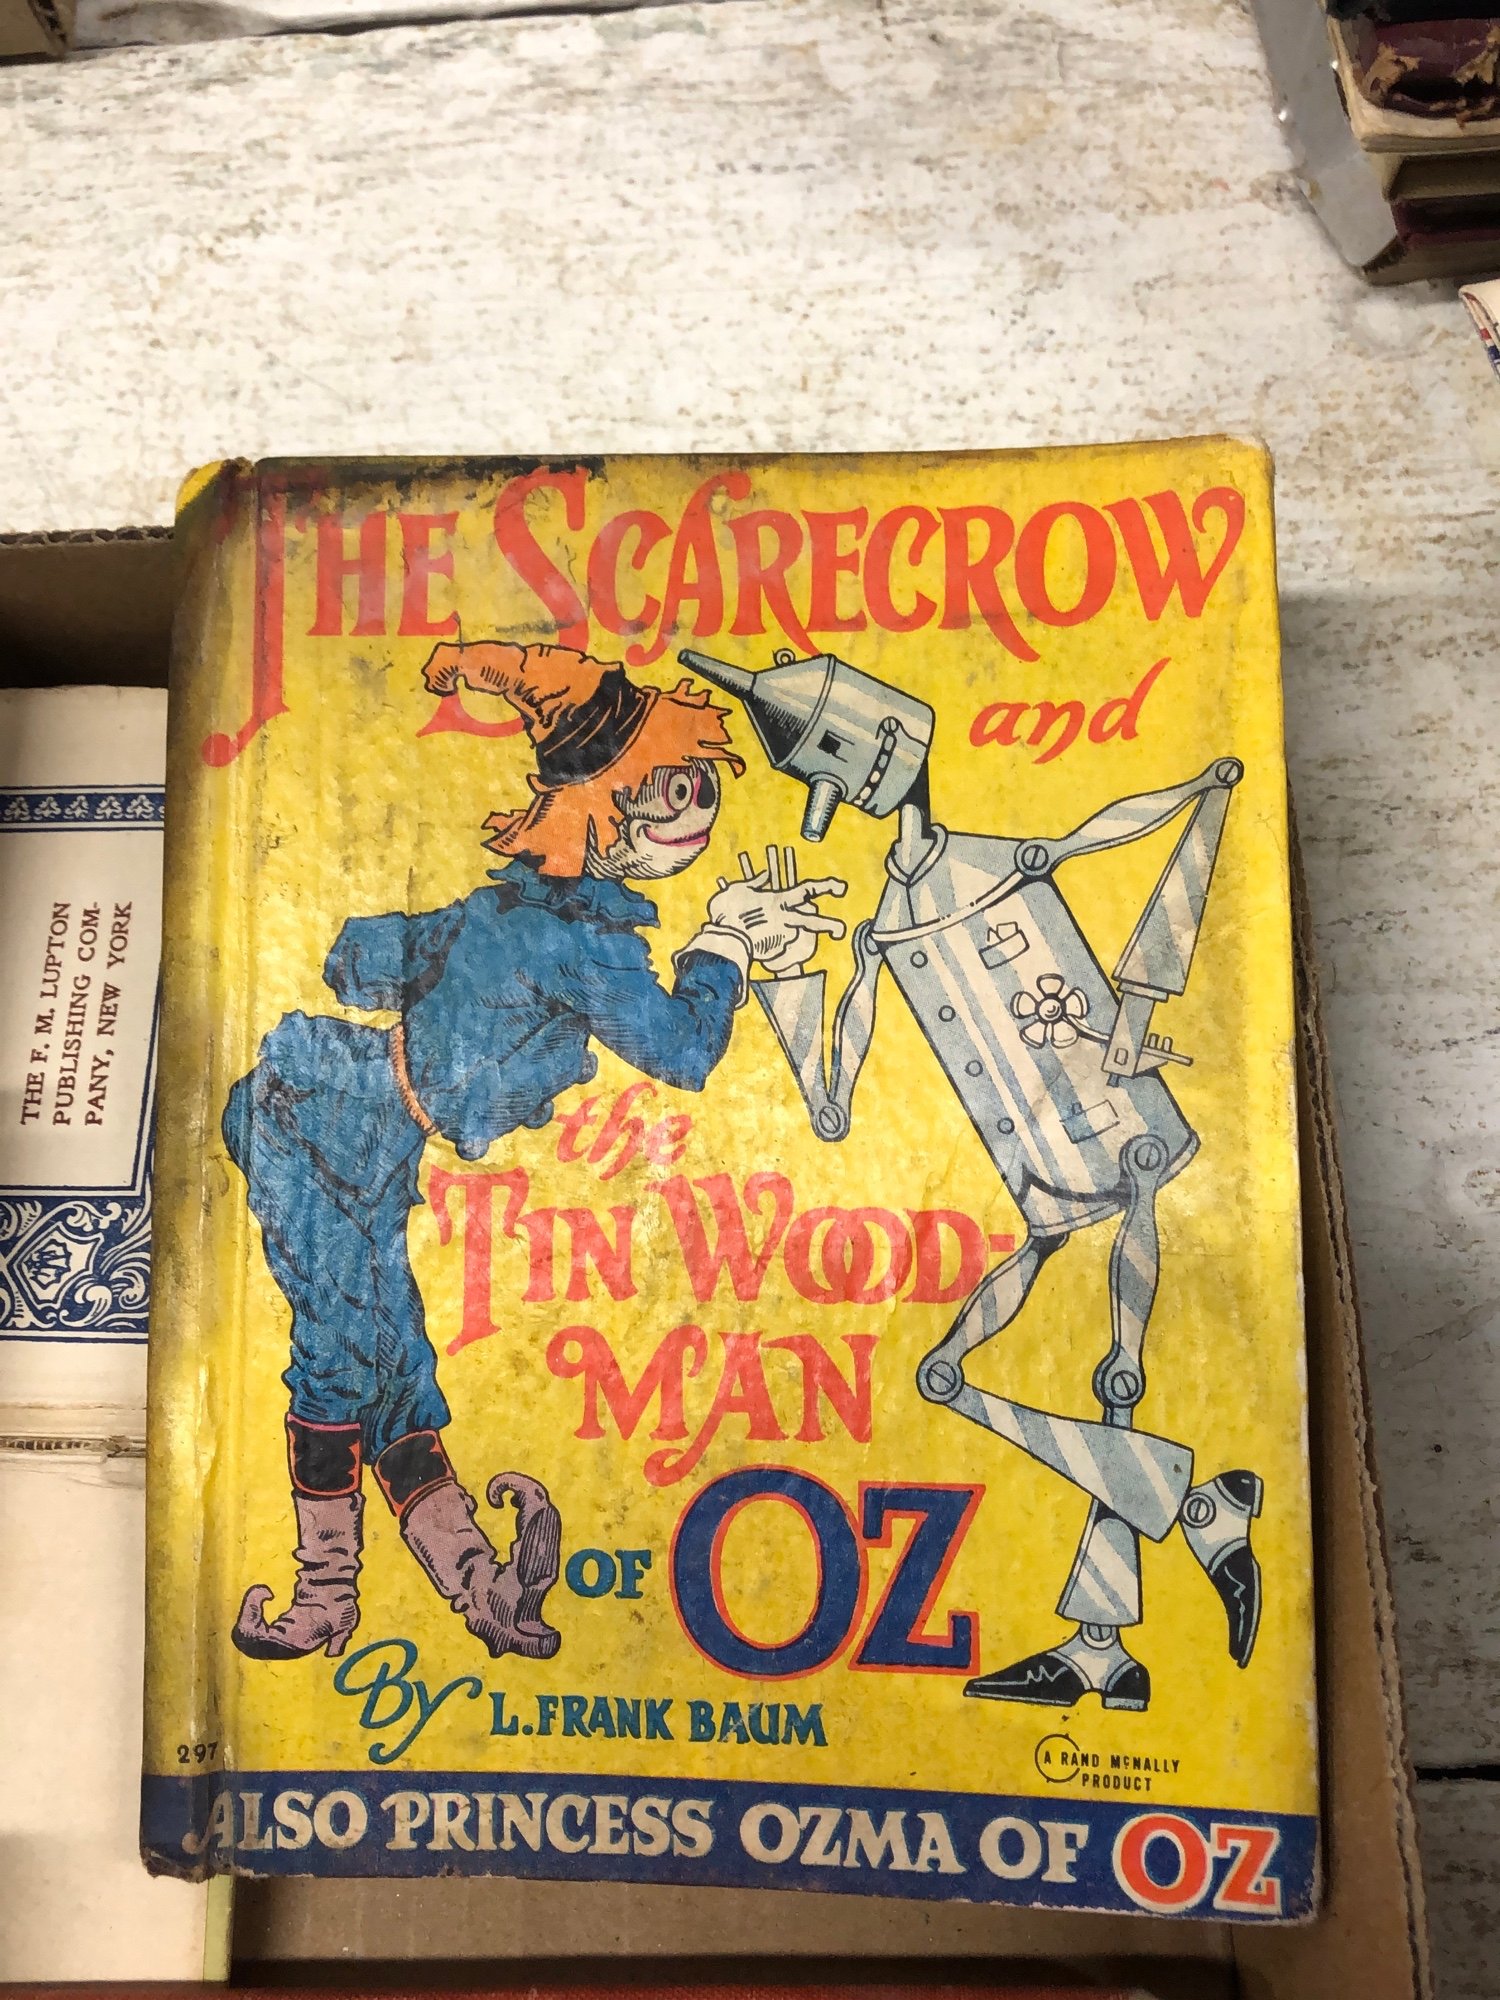 THE SCARECROW
and
the
TIN WOOD-
MAN
OF OZ
By L. FRANK BAUM
297
A RAND McNALLY
PRODUCT
ALSO PRINCESS OZMA OF OZ
THE F. M. LUPTON
PUBLISHING COM-
PANY, NEW YORK